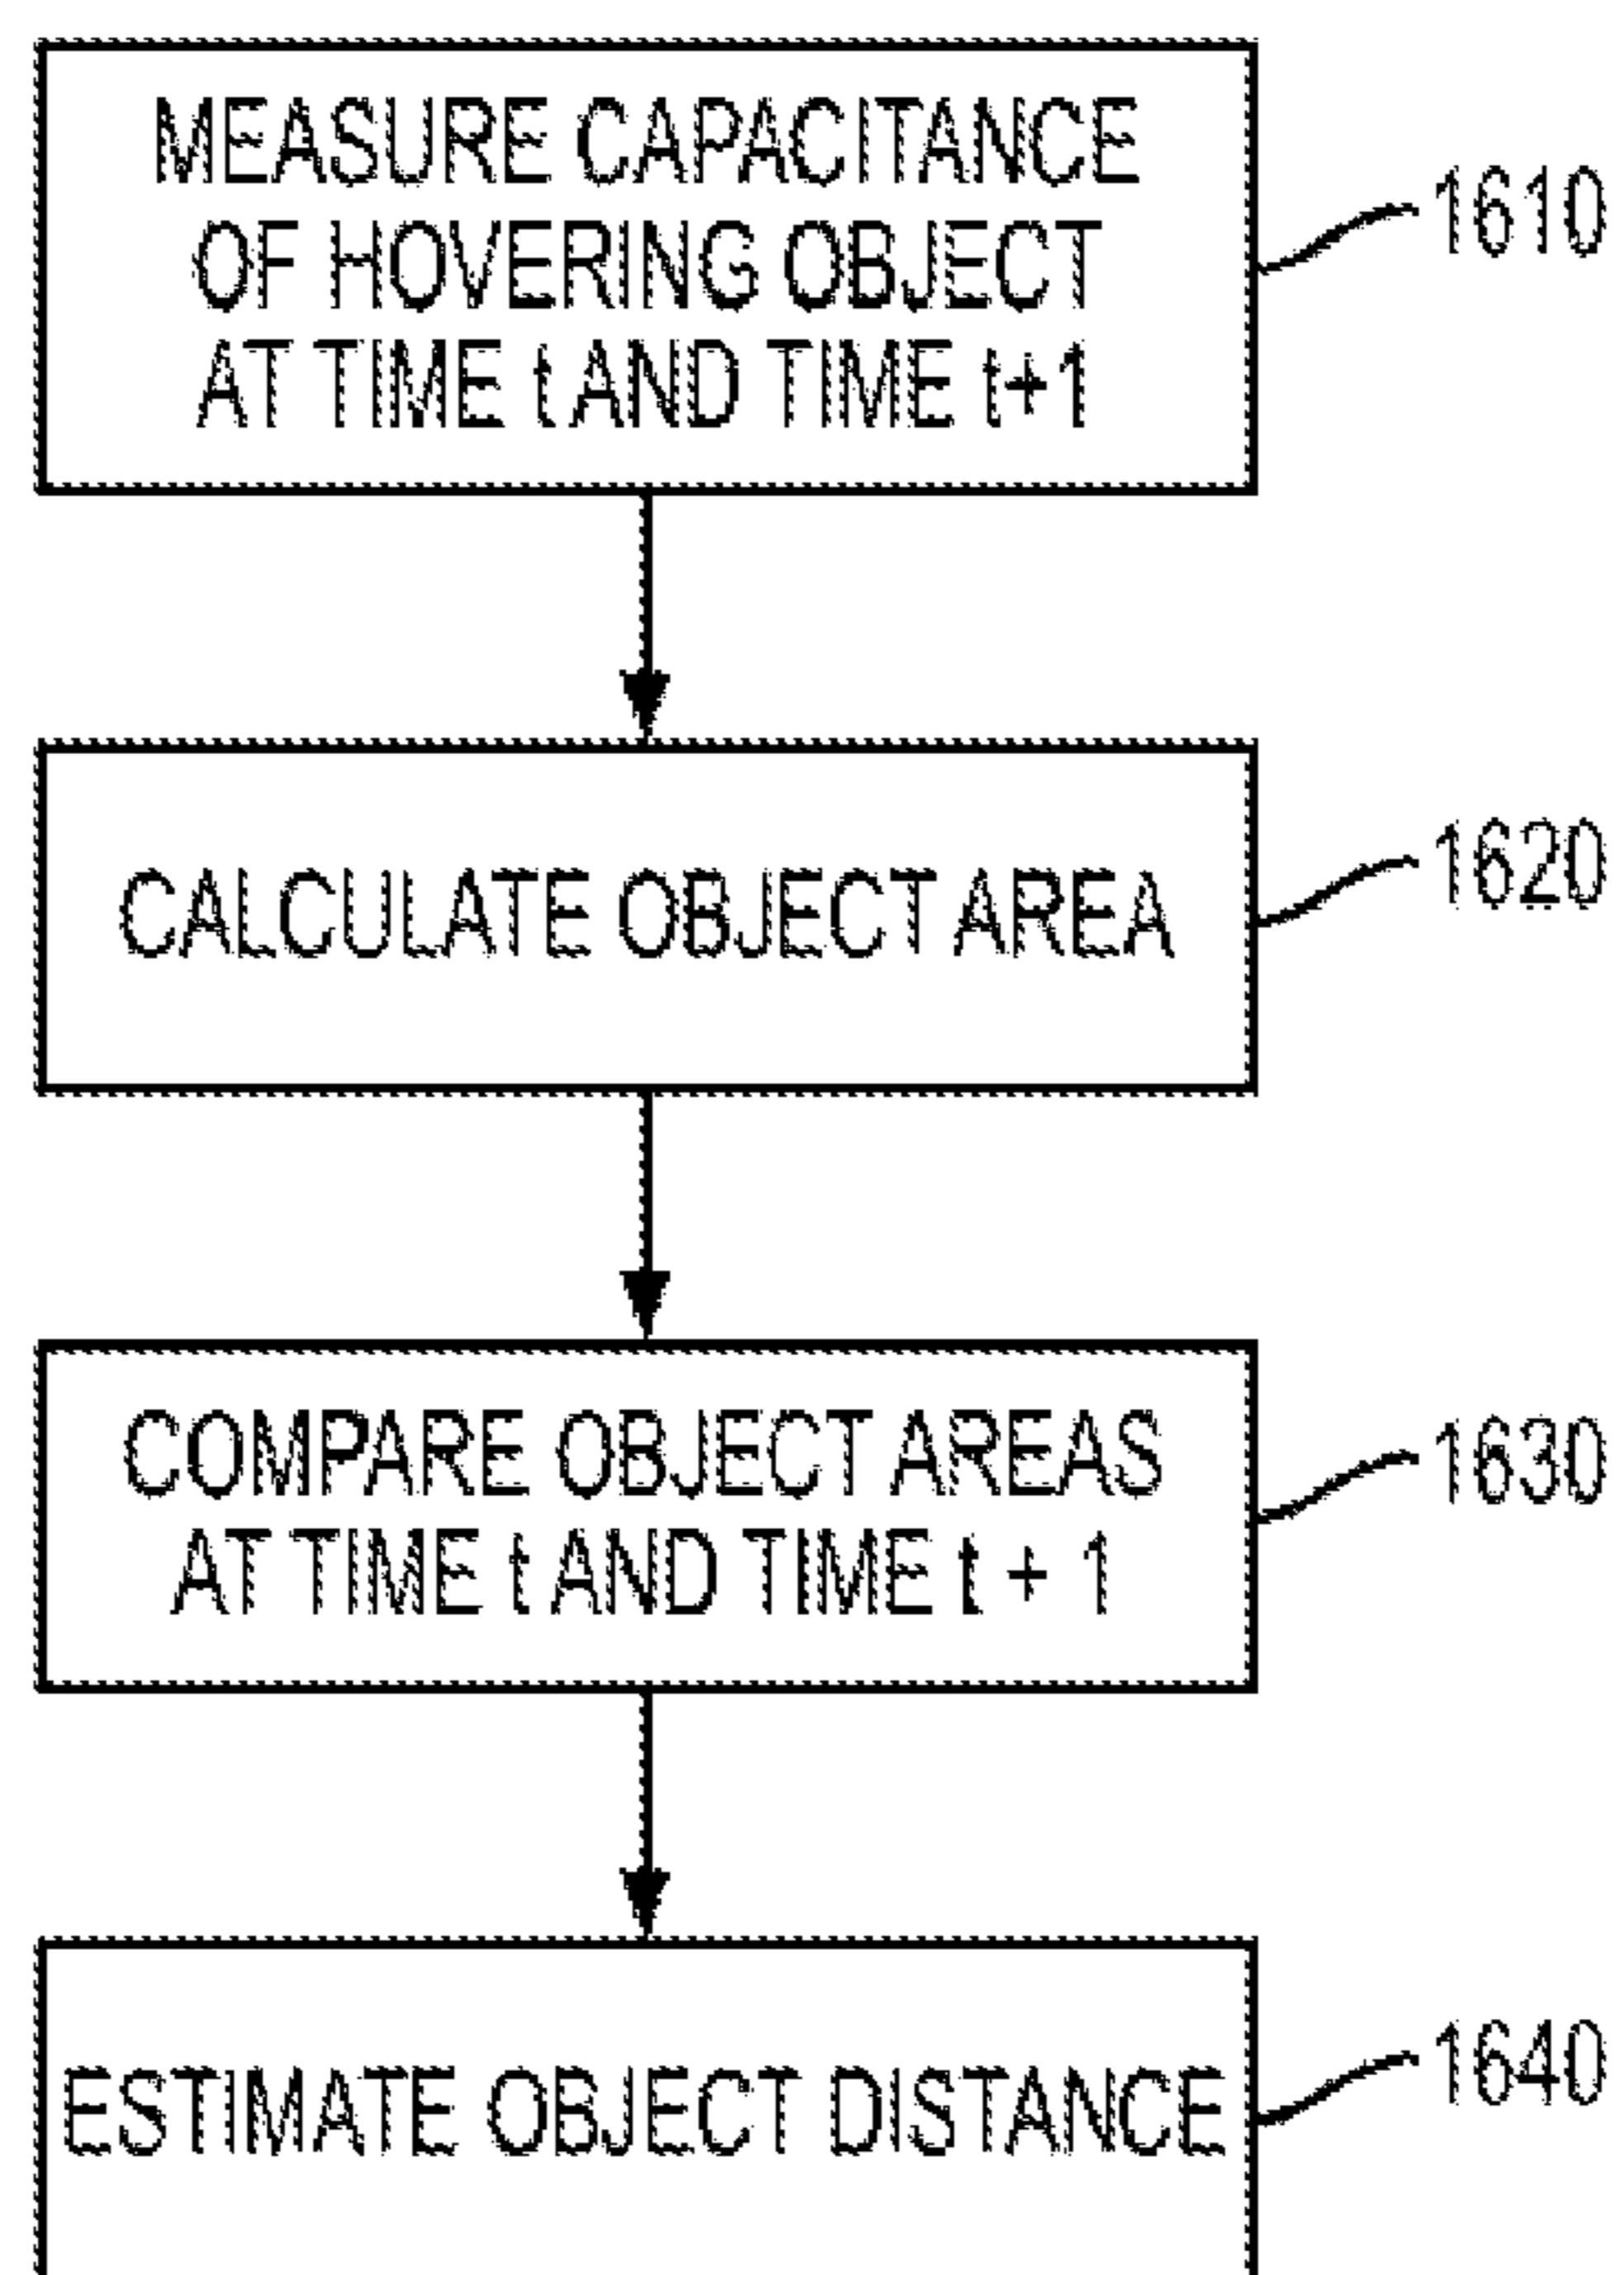 MEASURE CAPACITANCE
OF HOVERING OBJECT
AT TIME t AND TIME t+1
1610
CALCULATE OBJECT AREA
1620
COMPARE OBJECT AREAS
AT TIME t AND TIME t + 1
1630
ESTIMATE OBJECT DISTANCE
1640